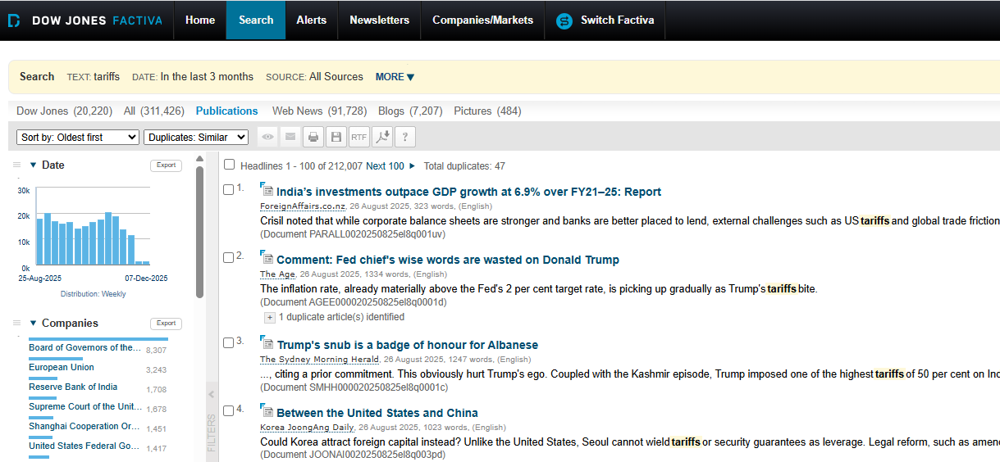 DOW JONES FACTIVA
Home Search Alerts Newsletters Companies/Markets Switch Factiva
Search TEXT: tariffs DATE: In the last 3 months SOURCE: All Sources MORE
Dow Jones (20,220) All (311,426) Publications Web News (91,728) Blogs (7,207) Pictures (484)
Sort by: Oldest first Duplicates: Similar RTF ?
Date Export
30k
20k
10k
0k
25-Aug-2025 07-Dec-2025
Distribution: Weekly
Companies Export
Board of Governors of the... 8,307
European Union 3,243
Reserve Bank of India 1,708
Supreme Court of the Unit... 1,678
Shanghai Cooperation Or... 1,451
United States Federal Go... 1,417
FILTERS
Headlines 1 - 100 of 212,007 Next 100 Total duplicates: 47
1. India’s investments outpace GDP growth at 6.9% over FY21–25: Report
ForeignAffairs.co.nz, 26 August 2025, 323 words, (English)
Crisil noted that while corporate balance sheets are stronger and banks are better placed to lend, external challenges such as US tariffs and global trade friction
(Document PARALL0020250825el8q001uv)
2. Comment: Fed chief's wise words are wasted on Donald Trump
The Age, 26 August 2025, 1334 words, (English)
The inflation rate, already materially above the Fed's 2 per cent target rate, is picking up gradually as Trump's tariffs bite.
(Document AGEE000020250825el8q0001d)
+ 1 duplicate article(s) identified
3. Trump's snub is a badge of honour for Albanese
The Sydney Morning Herald, 26 August 2025, 1247 words, (English)
..., citing a prior commitment. This obviously hurt Trump's ego. Coupled with the Kashmir episode, Trump imposed one of the highest tariffs of 50 per cent on
(Document SMHH000020250825el8q0001c)
4. Between the United States and China
Korea JoongAng Daily, 26 August 2025, 1023 words, (English)
Could Korea attract foreign capital instead? Unlike the United States, Seoul cannot wield tariffs or security guarantees as leverage. Legal reform, such as
(Document JOONAI0020250825el8q003pd)